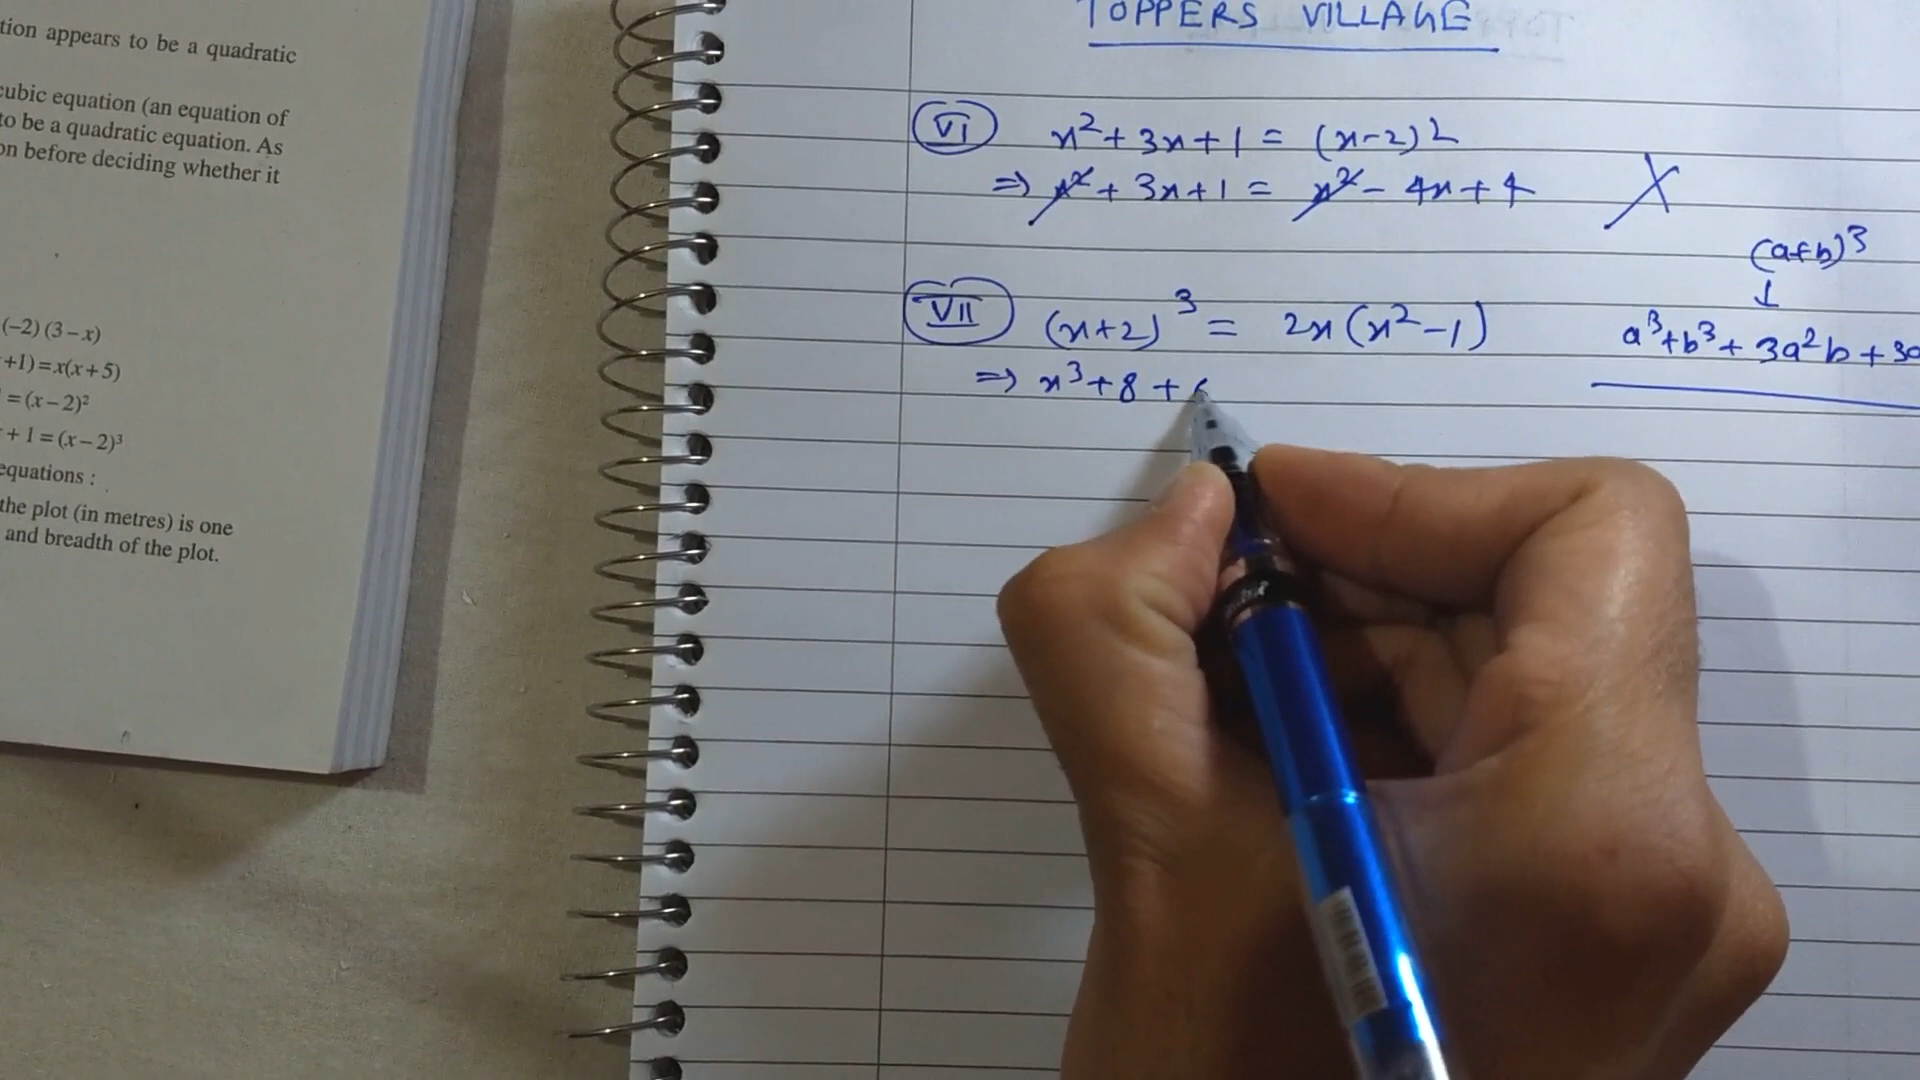 tion appears to be a quadratic
cubic equation (an equation of
to be a quadratic equation. As
on before deciding whether it
(–2) (3 – x)
+1) = x(x + 5)
= (x – 2)²
+ 1 = (x – 2)³
equations :
the plot (in metres) is one
and breadth of the plot.
TOPPERS VILLAGE
VI x² + 3x + 1 = (x-2)²
⇒ x² + 3x + 1 = x² - 4x + 4
(a+b)³
↓
VII (x+2)³ = 2x(x²-1)
a³+b³+3a²b+3a
⇒ x³ + 8 + 6